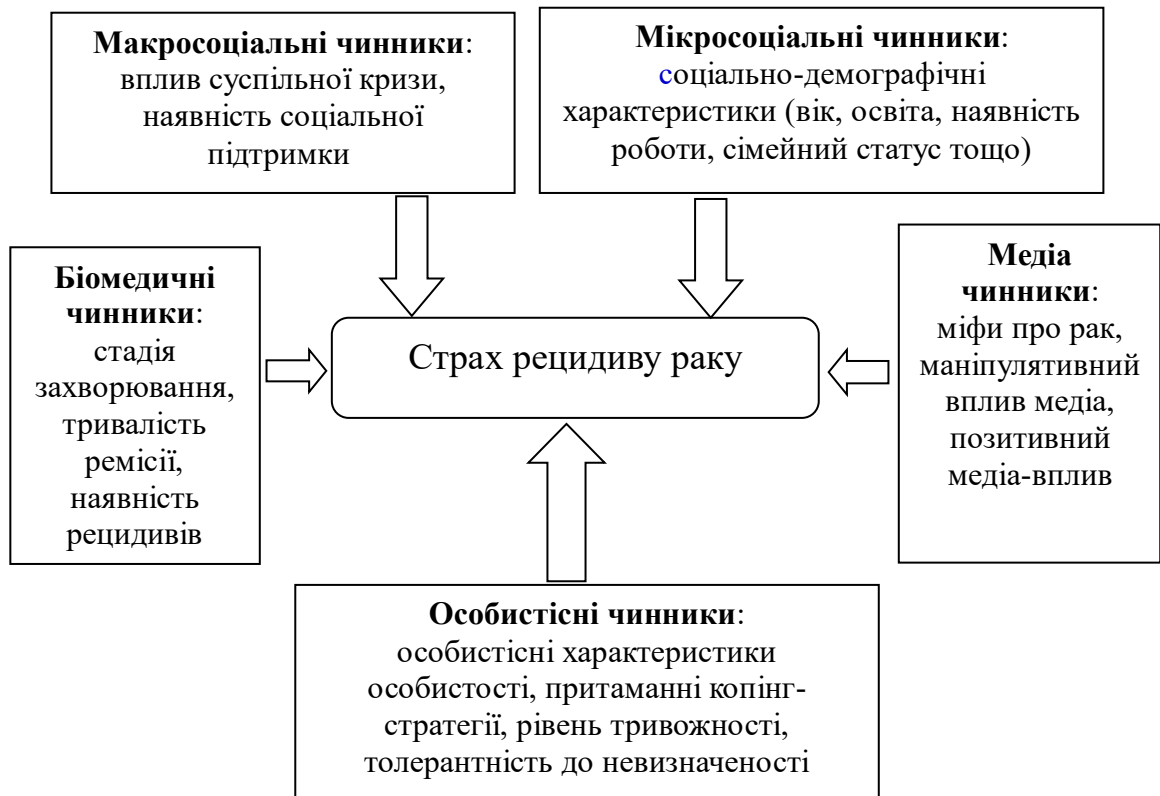 Макросоціальні чинники:
вплив суспільної кризи,
наявність соціальної
підтримки
Мікросоціальні чинники:
соціально-демографічні
характеристики (вік, освіта, наявність
роботи, сімейний статус тощо)
Біомедичні
чинники:
стадія
захворювання,
тривалість
ремісії,
наявність
рецидивів
Страх рецидиву раку
Медіа
чинники:
міфи про рак,
маніпулятивний
вплив медіа,
позитивний
медіа-вплив
Особистісні чинники:
особистісні характеристики
особистості, притаманні копінг-
стратегії, рівень тривожності,
толерантність до невизначеності